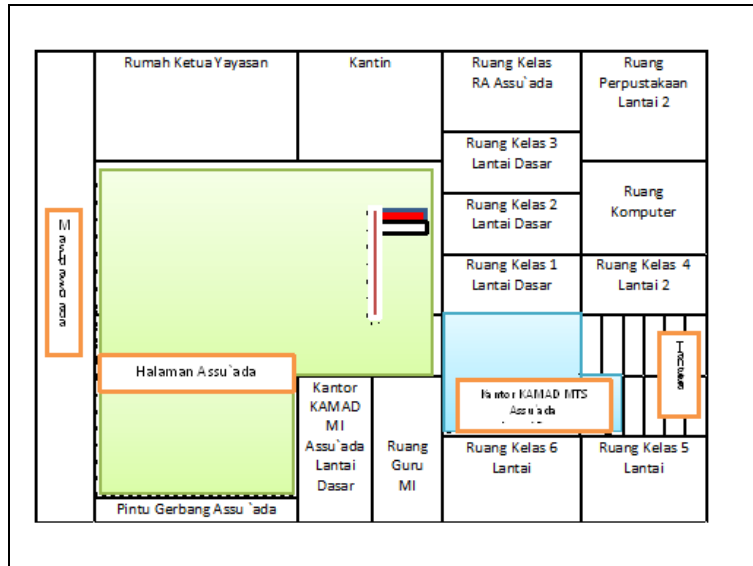 Rumah Ketua Yayasan
Kantin
Ruang Kelas
RA Assu`ada
Ruang
Perpustakaan
Lantai 2
Ruang Kelas 3
Lantai Dasar
Ruang Kelas 2
Lantai Dasar
Ruang
Komputer
Ruang Kelas 1
Lantai Dasar
Ruang Kelas 4
Lantai 2
Halaman Assu`ada
Kantor
KAMAD
MI
Assu`ada
Lantai
Dasar
Ruang
Guru
MI
Kantor KAMAD MTS
Assu`ada
Ruang Kelas 6
Lantai
Ruang Kelas 5
Lantai
Pintu Gerbang Assu `ada